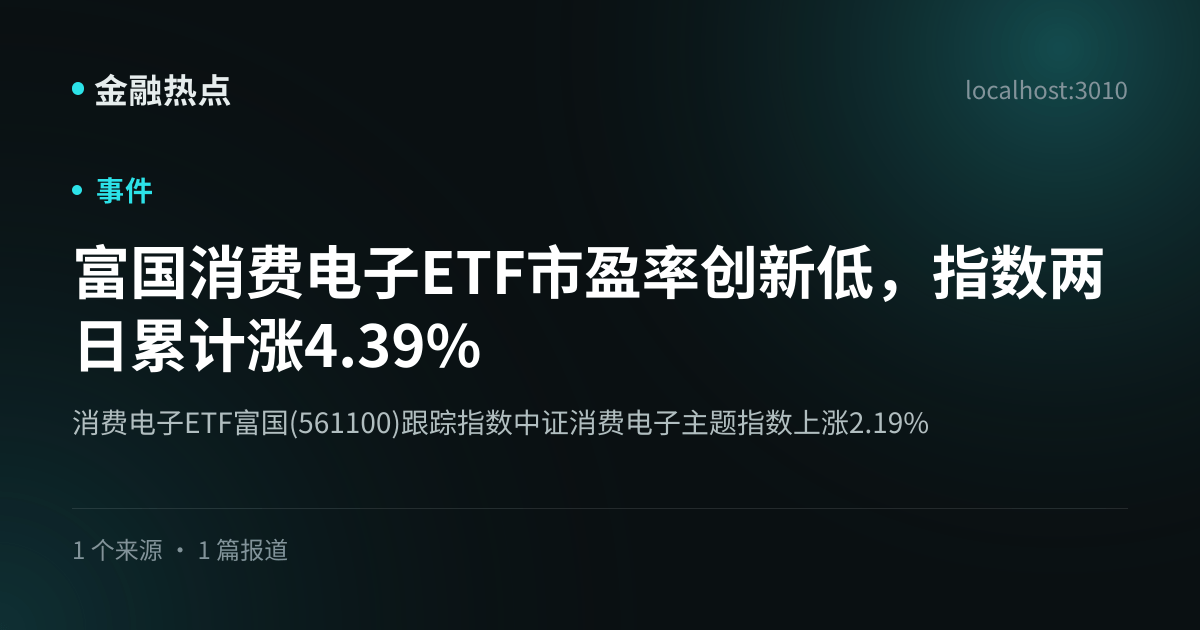 金融热点
localhost:3010
事件
富国消费电子ETF市盈率创新低，指数两
日累计涨4.39%
消费电子ETF富国(561100)跟踪指数中证消费电子主题指数上涨2.19%
1 个来源 · 1 篇报道